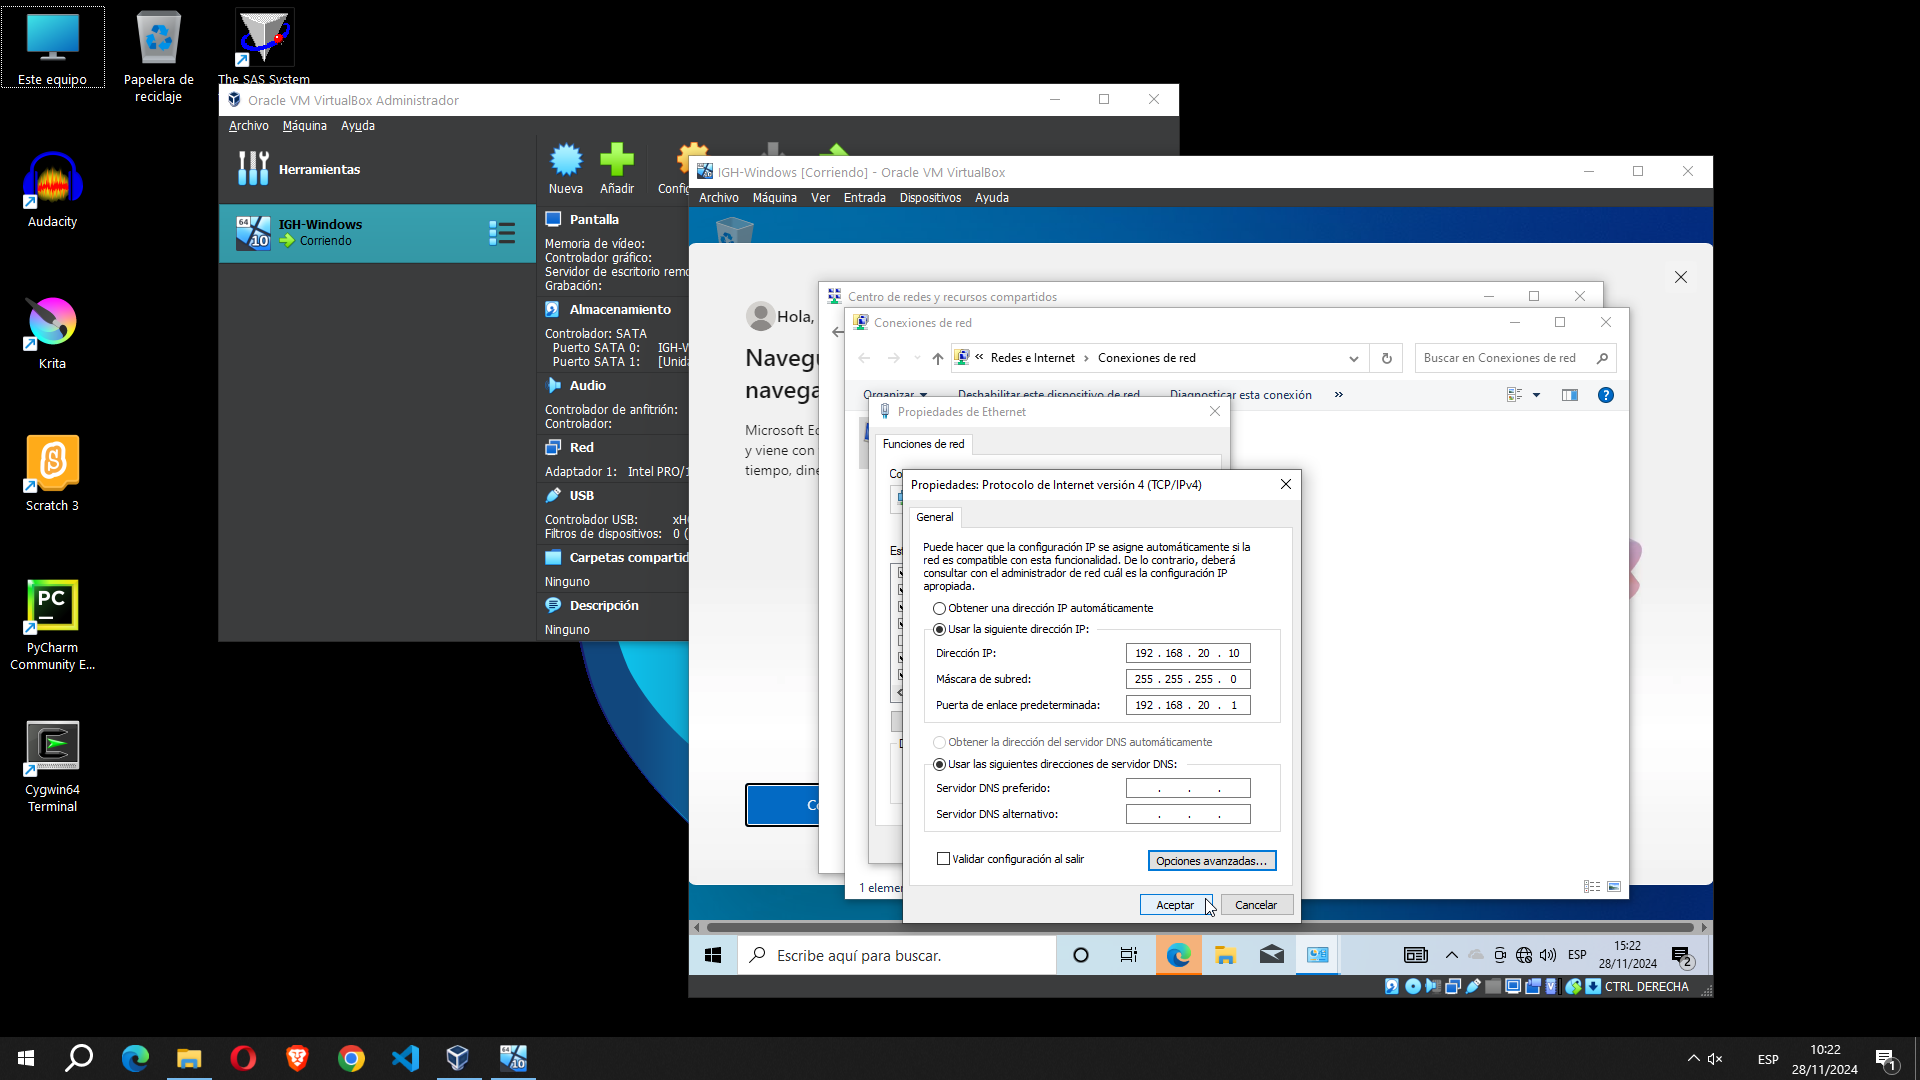 Este equipo
Papelera de
reciclaje
The SAS System
Audacity
Krita
Scratch 3
PyCharm
Community E...
Cygwin64
Terminal
Oracle VM VirtualBox Administrador
Archivo Máquina Ayuda
Herramientas
Nueva
Añadir
IGH-Windows
Corriendo
Pantalla
Memoria de vídeo:
Controlador gráfico:
Servidor de escritorio remo
Grabación:
Almacenamiento
Controlador: SATA
Puerto SATA 0: IGH-W
Puerto SATA 1: [Unida
Audio
Controlador de anfitrión:
Controlador:
Red
Adaptador 1: Intel PRO/1
USB
Controlador USB: xH
Filtros de dispositivos: 0 (
Carpetas compartid
Ninguno
Descripción
Ninguno
IGH-Windows [Corriendo] - Oracle VM VirtualBox
Archivo Máquina Ver Entrada Dispositivos Ayuda
Hola,
Naveg
navega
Microsoft Ed
y viene con
tiempo, dine
Centro de redes y recursos compartidos
Conexiones de red
« Redes e Internet › Conexiones de red
Buscar en Conexiones de red
Organizar Deshabilitar este dispositivo de red Diagnosticar esta conexión »
1 elemen
Propiedades de Ethernet
Funciones de red
Co
Propiedades: Protocolo de Internet versión 4 (TCP/IPv4)
General
Puede hacer que la configuración IP se asigne automáticamente si la
red es compatible con esta funcionalidad. De lo contrario, deberá
consultar con el administrador de red cuál es la configuración IP
apropiada.
Obtener una dirección IP automáticamente
Usar la siguiente dirección IP:
Dirección IP: 192 . 168 . 20 . 10
Máscara de subred: 255 . 255 . 255 . 0
Puerta de enlace predeterminada: 192 . 168 . 20 . 1
Obtener la dirección del servidor DNS automáticamente
Usar las siguientes direcciones de servidor DNS:
Servidor DNS preferido: . . .
Servidor DNS alternativo: . . .
Validar configuración al salir
Opciones avanzadas...
Aceptar
Cancelar
Escribe aquí para buscar.
ESP
15:22
28/11/2024
2
CTRL DERECHA
ESP
10:22
28/11/2024
1